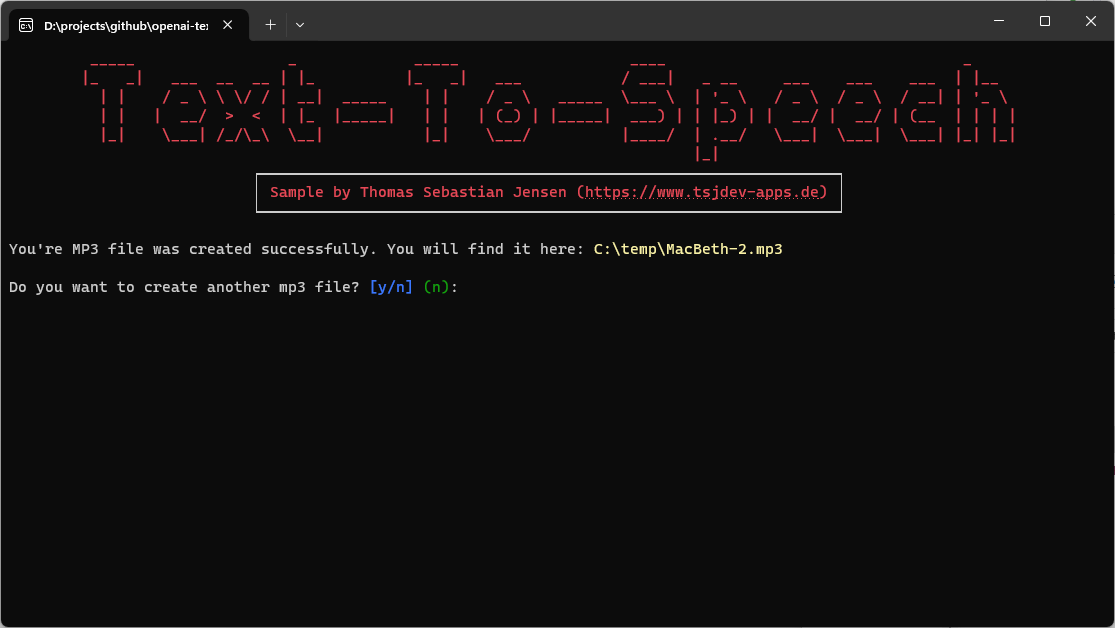 D:\projects\github\openai-te
Text-To-Speech
Sample by Thomas Sebastian Jensen (https://www.tsjdev-apps.de)
You're MP3 file was created successfully. You will find it here: C:\temp\MacBeth-2.mp3
Do you want to create another mp3 file? [y/n] (n):